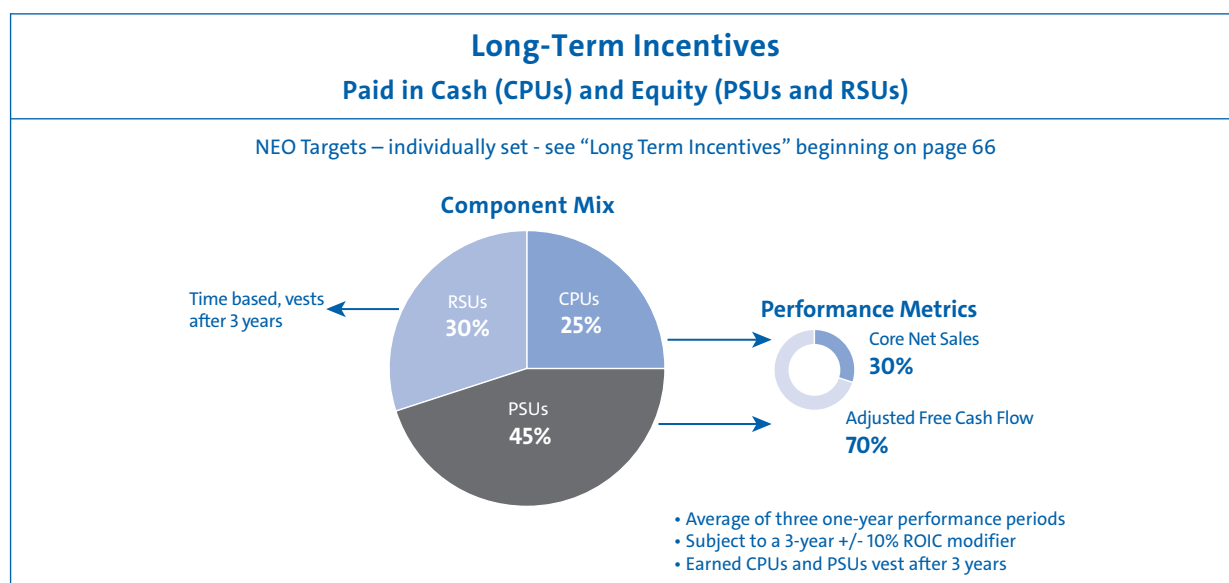 Long-Term Incentives
Paid in Cash (CPUs) and Equity (PSUs and RSUs)
NEO Targets – individually set - see “Long Term Incentives” beginning on page 66
Component Mix
Time based, vests
after 3 years
RSUs
30%
CPUs
25%
PSUs
45%
Performance Metrics
Core Net Sales
30%
Adjusted Free Cash Flow
70%
• Average of three one-year performance periods
• Subject to a 3-year +/- 10% ROIC modifier
• Earned CPUs and PSUs vest after 3 years